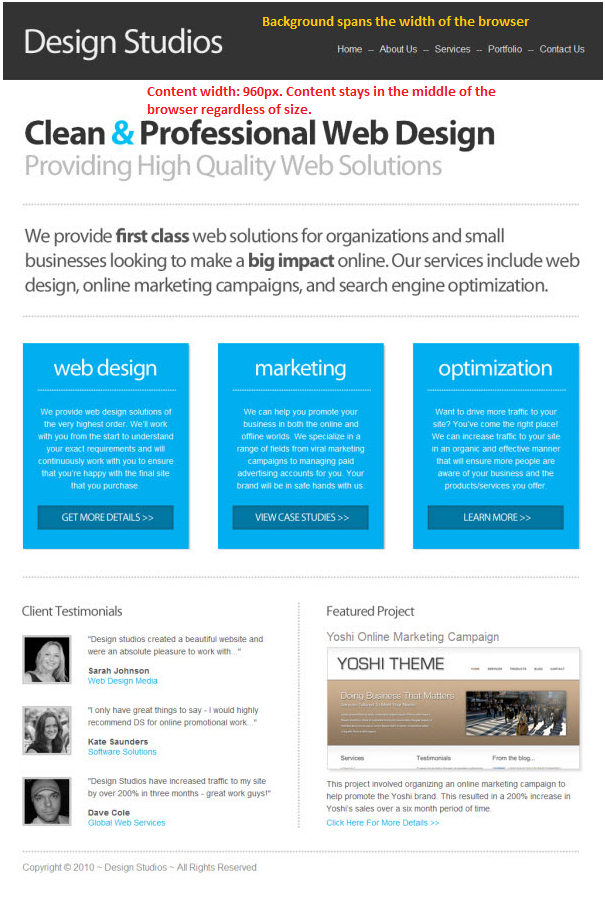 Background spans the width of the browser
Design Studios
Home -- About Us -- Services -- Portfolio -- Contact Us
Content width: 960px. Content stays in the middle of the
browser regardless of size.
Clean & Professional Web Design
Providing High Quality Web Solutions
We provide first class web solutions for organizations and small
businesses looking to make a big impact online. Our services include web
design, online marketing campaigns, and search engine optimization.
web design
We provide web design solutions of
the very highest order. We'll work
with you from the start to understand
your exact requirements and will
continuously work with you to ensure
that you're happy with the final site
that you purchase.
GET MORE DETAILS >>
marketing
We can help you promote your
business in both the online and
offline worlds. We specialize in a
range of fields from viral marketing
campaigns to managing paid
advertising accounts for you. Your
brand will be in safe hands with us.
VIEW CASE STUDIES >>
optimization
Want to drive more traffic to your
site? You've come the right place!
We can increase traffic to your site
in an organic and effective manner
that will ensure more people are
aware of your business and the
products/services you offer.
LEARN MORE >>
Client Testimonials
"Design studios created a beautiful website and
were an absolute pleasure to work with..."
Sarah Johnson
Web Design Media
"I only have great things to say - I would highly
recommend DS for online promotional work..."
Kate Saunders
Software Solutions
"Design Studios have increased traffic to my site
by over 200% in three months - great work guys!"
Dave Cole
Global Web Services
Featured Project
Yoshi Online Marketing Campaign
YOSHI THEME
HOME SERVICES PRODUCTS BLOG CONTACT
Doing Business That Matters
Services Testimonials From the blog...
This project involved organizing an online marketing campaign to
help promote the Yoshi brand. This resulted in a 200% increase in
Yoshi's sales over a six month period of time.
Click Here For More Details >>
Copyright © 2010 ~ Design Studios ~ All Rights Reserved